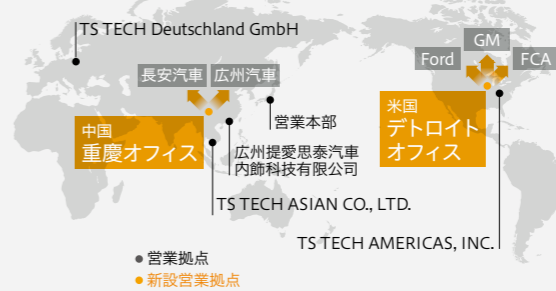 TS TECH Deutschland GmbH
長安汽車
広州汽車
中国
重慶オフィス
営業本部
広州提愛思泰汽車
内飾科技有限公司
TS TECH ASIAN CO., LTD.
GM
Ford
FCA
米国
デトロイト
オフィス
TS TECH AMERICAS, INC.
● 営業拠点
● 新設営業拠点